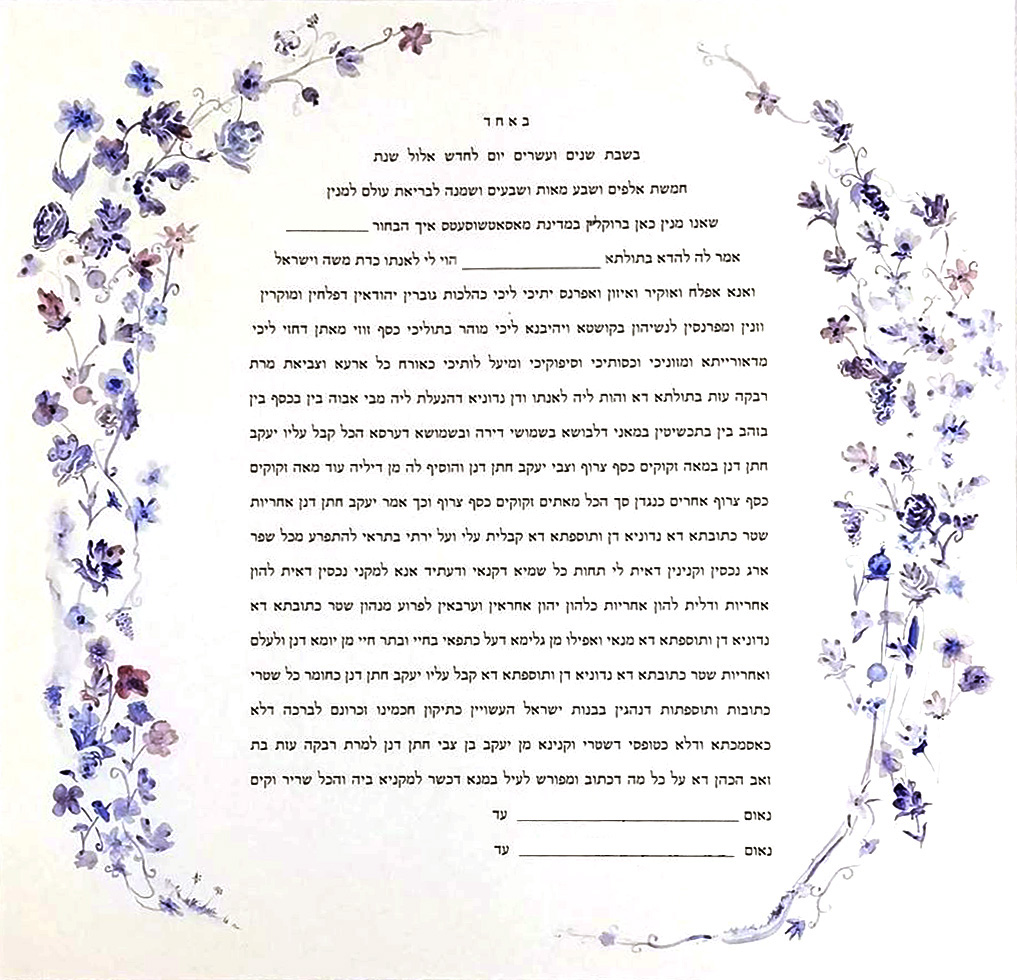 באחד
בשבת שנים ועשרים יום לחדש אלול שנת
חמשת אלפים ושבע מאות ושבעים ושמנה לבריאת עולם למנין
שאנו מנין כאן ברוקלין במדינת מאסאטשוסעטס איך הבחור
אמר לה להדא בתולתא הוי לי לאנתו כדת משה וישראל
ואנא אפלח ואוקיר ואיזון ואפרנס יתיכי ליכי כהלכות גוברין יהודאין דפלחין ומוקרין
וזנין ומפרנסין לנשיהון בקושטא ויהיבנא ליכי מוהר בתוליכי כסף זוזי מאתן דחזי ליכי
מדאורייתא ומזוניכי וכסותיכי וסיפוקיכי ומיעל לותיכי כאורח כל ארעא וצביאת מרת
רבקה עות בתולתא דא והות ליה לאנתו ודן נדוניא דהנעלת ליה מבי אבוה בין בכסף בין
בזהב בין בתכשיטין במאני דלבושא בשמושי דירה ובשמושא דערסא הכל קבל עליו יעקב
חתן דנן במאה זקוקים כסף צרוף וצבי יעקב חתן דנן והוסיף לה מן דיליה עוד מאה זקוקים
כסף צרוף אחרים כנגדן סך הכל מאתים זקוקים כסף צרוף וכך אמר יעקב חתן דנן אחריות
שטר כתובתא דא נדוניא דן ותוספתא דא קבלית עלי ועל ירתי בתראי להתפרע מכל שפר
ארג נכסין וקנינין דאית לי תחות כל שמיא דקנאי ודעתיד אנא למקני נכסין דאית להון
אחריות ודלית להון אחריות כלהון יהון אחראין וערבאין לפרוע מנהון שטר כתובתא דא
נדוניא דן ותוספתא דא מנאי ואפילו מן גלימא דעל כתפאי בחיי ובתר חיי מן יומא דנן ולעלם
ואחריות שטר כתובתא דא נדוניא דן ותוספתא דא קבל עליו יעקב חתן דנן כחומר כל שטרי
כתובות ותוספתות דנהגין בבנות ישראל העשויין כתיקון חכמינו זכרונם לברכה דלא
כאסמכתא ודלא כטופסי דשטרי וקנינא מן יעקב בן צבי חתן דנן למרת רבקה עות בת
זאב הכהן דא על כל מה דכתוב ומפורש לעיל במנא דכשר למקניא ביה והכל שריר וקים
נאום עד
נאום עד